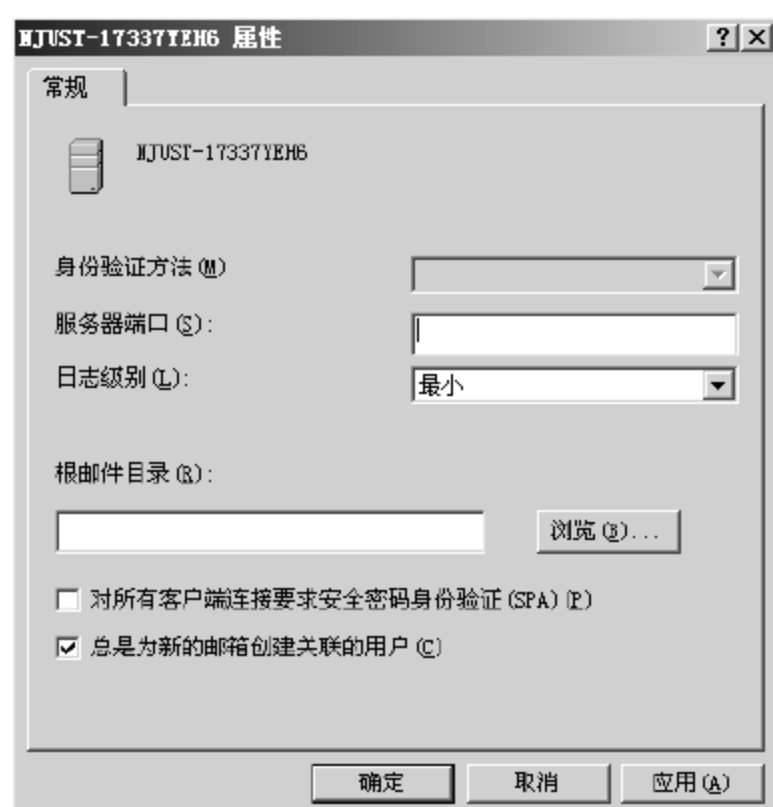 NJUST-17337YEH6 属性
常规
NJUST-17337YEH6
身份验证方法(M)
服务器端口(S):
日志级别(L):
最小
根邮件目录(R):
浏览(B)...
对所有客户端连接要求安全密码身份验证(SPA)(P)
总是为新的邮箱创建关联的用户(C)
确定 取消 应用(A)